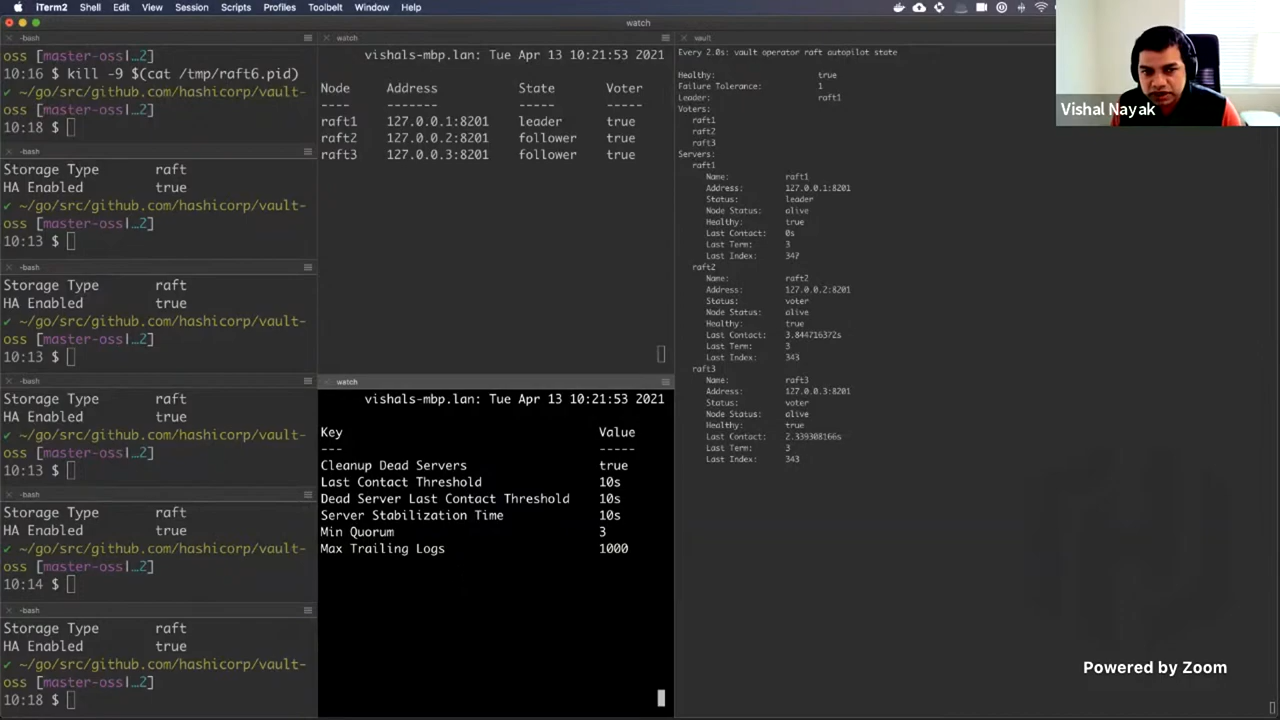 iTerm2 Shell Edit View Session Scripts Profiles Toolbelt Window Help
watch
oss [master-oss|…2]
10:16 $ kill -9 $(cat /tmp/raft6.pid)
✔ ~/go/src/github.com/hashicorp/vault-
oss [master-oss|…2]
10:18 $
-bash
Storage Type raft
HA Enabled true
✔ ~/go/src/github.com/hashicorp/vault-
oss [master-oss|…2]
10:13 $
-bash
Storage Type raft
HA Enabled true
✔ ~/go/src/github.com/hashicorp/vault-
oss [master-oss|…2]
10:13 $
-bash
Storage Type raft
HA Enabled true
✔ ~/go/src/github.com/hashicorp/vault-
oss [master-oss|…2]
10:13 $
-bash
Storage Type raft
HA Enabled true
✔ ~/go/src/github.com/hashicorp/vault-
oss [master-oss|…2]
10:14 $
-bash
Storage Type raft
HA Enabled true
✔ ~/go/src/github.com/hashicorp/vault-
oss [master-oss|…2]
10:18 $
watch
vishals-mbp.lan: Tue Apr 13 10:21:53 2021
Node Address State Voter
---- ------- ----- -----
raft1 127.0.0.1:8201 leader true
raft2 127.0.0.2:8201 follower true
raft3 127.0.0.3:8201 follower true
watch
vishals-mbp.lan: Tue Apr 13 10:21:53 2021
Key Value
--- -----
Cleanup Dead Servers true
Last Contact Threshold 10s
Dead Server Last Contact Threshold 10s
Server Stabilization Time 10s
Min Quorum 3
Max Trailing Logs 1000
vault
Every 2.0s: vault operator raft autopilot state
Healthy: true
Failure Tolerance: 1
Leader: raft1
Voters:
raft1
raft2
raft3
Servers:
raft1
Name: raft1
Address: 127.0.0.1:8201
Status: leader
Node Status: alive
Healthy: true
Last Contact: 0s
Last Term: 3
Last Index: 347
raft2
Name: raft2
Address: 127.0.0.2:8201
Status: voter
Node Status: alive
Healthy: true
Last Contact: 3.844716372s
Last Term: 3
Last Index: 343
raft3
Name: raft3
Address: 127.0.0.3:8201
Status: voter
Node Status: alive
Healthy: true
Last Contact: 2.339308166s
Last Term: 3
Last Index: 343
Vishal Nayak
Powered by Zoom